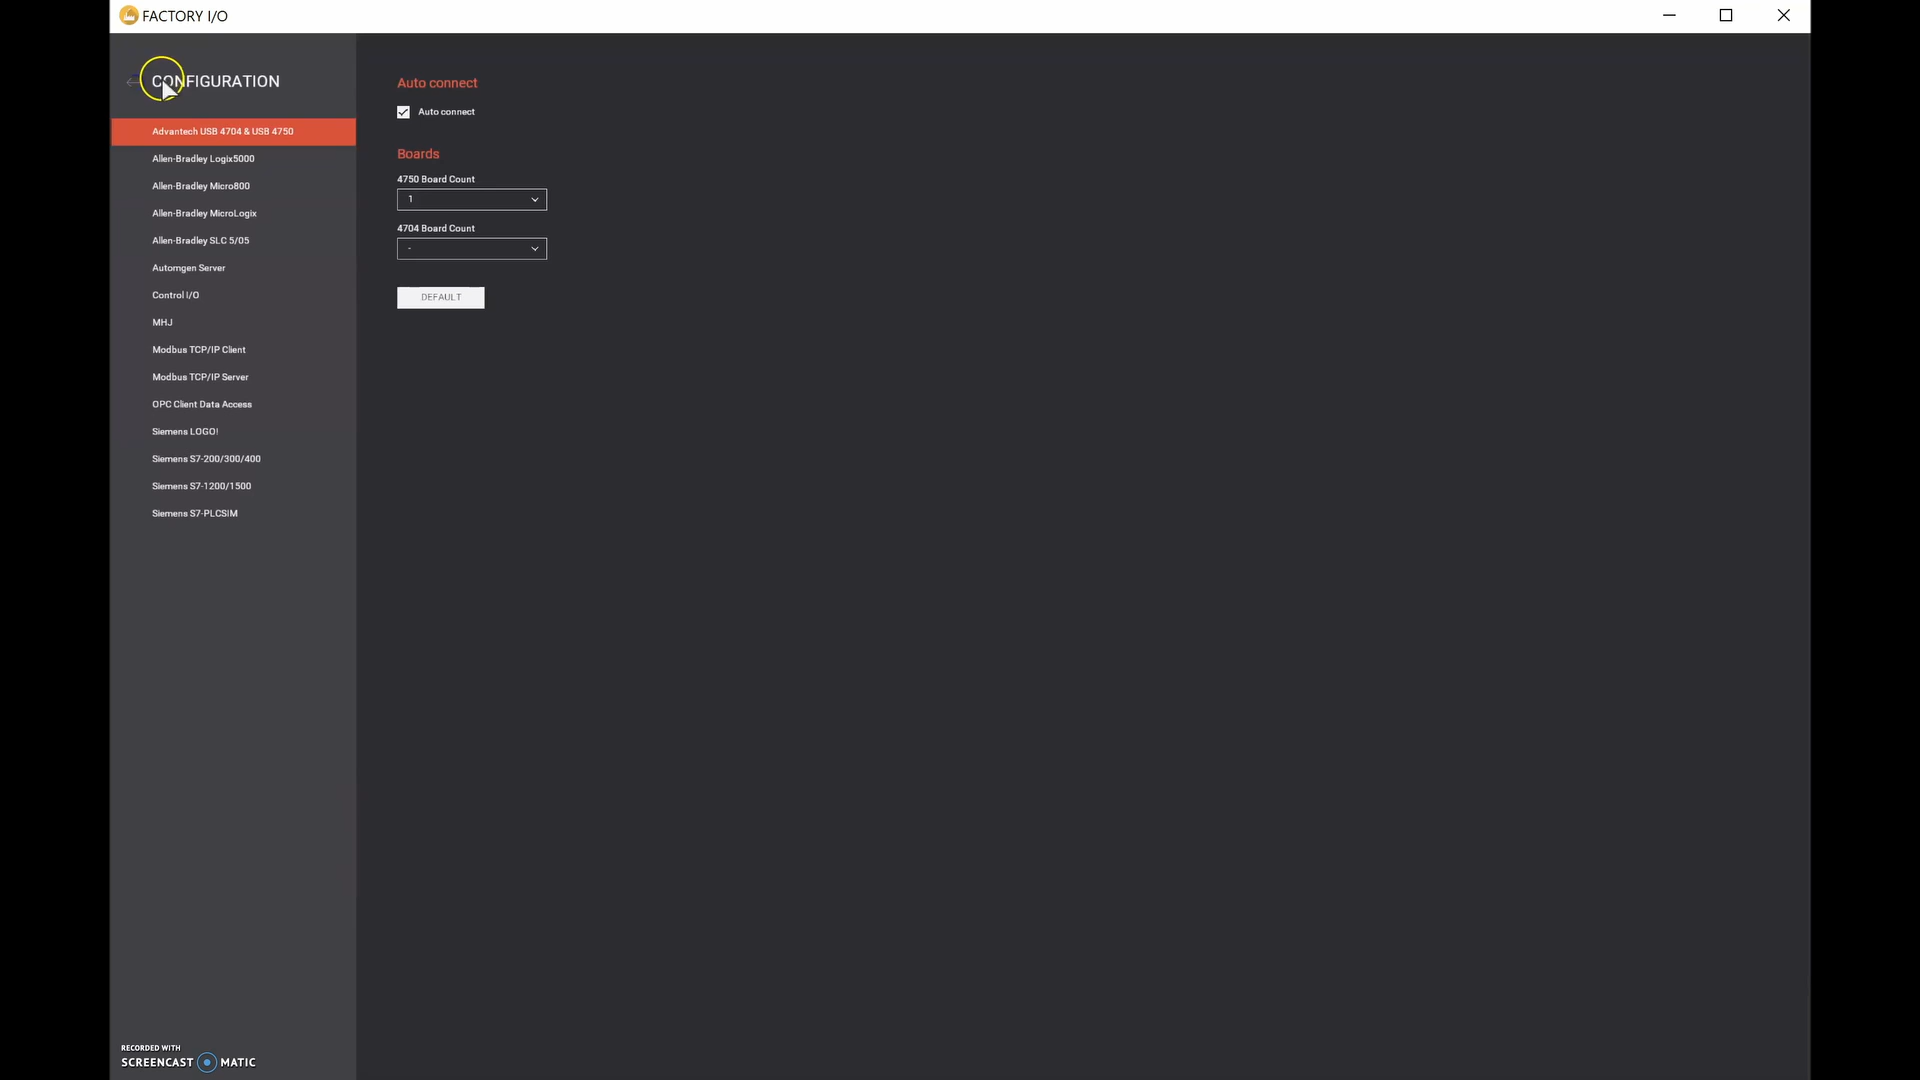 FACTORY I/O
CONFIGURATION
Advantech USB 4704 & USB 4750
Allen-Bradley Logix5000
Allen-Bradley Micro800
Allen-Bradley MicroLogix
Allen-Bradley SLC 5/05
Automgen Server
Control I/O
MHJ
Modbus TCP/IP Client
Modbus TCP/IP Server
OPC Client Data Access
Siemens LOGO!
Siemens S7-200/300/400
Siemens S7-1200/1500
Siemens S7-PLCSIM
Auto connect
Auto connect
Boards
4750 Board Count
1
4704 Board Count
-
DEFAULT
RECORDED WITH
SCREENCAST MATIC